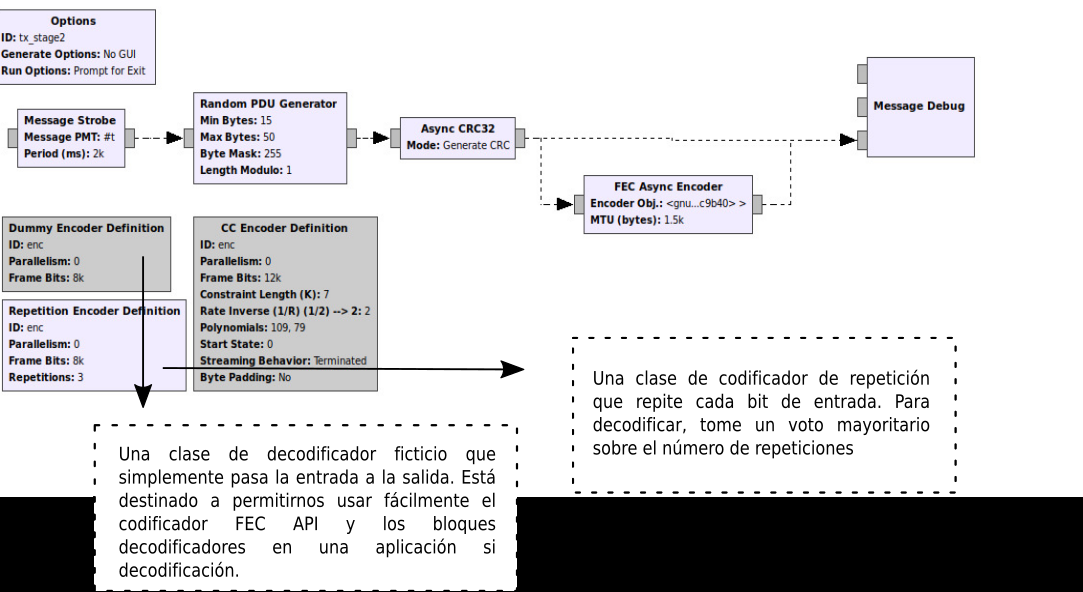 Options
ID: tx_stage2
Generate Options: No GUI
Run Options: Prompt for Exit
Message Strobe
Message PMT: #t
Period (ms): 2k
Random PDU Generator
Min Bytes: 15
Max Bytes: 50
Byte Mask: 255
Length Modulo: 1
Async CRC32
Mode: Generate CRC
Message Debug
FEC Async Encoder
Encoder Obj.: <gnu...c9b40> >
MTU (bytes): 1.5k
Dummy Encoder Definition
ID: enc
Parallelism: 0
Frame Bits: 8k
Repetition Encoder Definition
ID: enc
Parallelism: 0
Frame Bits: 8k
Repetitions: 3
CC Encoder Definition
ID: enc
Parallelism: 0
Frame Bits: 12k
Constraint Length (K): 7
Rate Inverse (1/R) (1/2) --> 2: 2
Polynomials: 109, 79
Start State: 0
Streaming Behavior: Terminated
Byte Padding: No
Una clase de codificador de repetición
que repite cada bit de entrada. Para
decodificar, tome un voto mayoritario
sobre el número de repeticiones
Una clase de decodificador ficticio que
simplemente pasa la entrada a la salida. Está
destinado a permitirnos usar fácilmente el
codificador FEC API y los bloques
decodificadores en una aplicación si
decodificación.